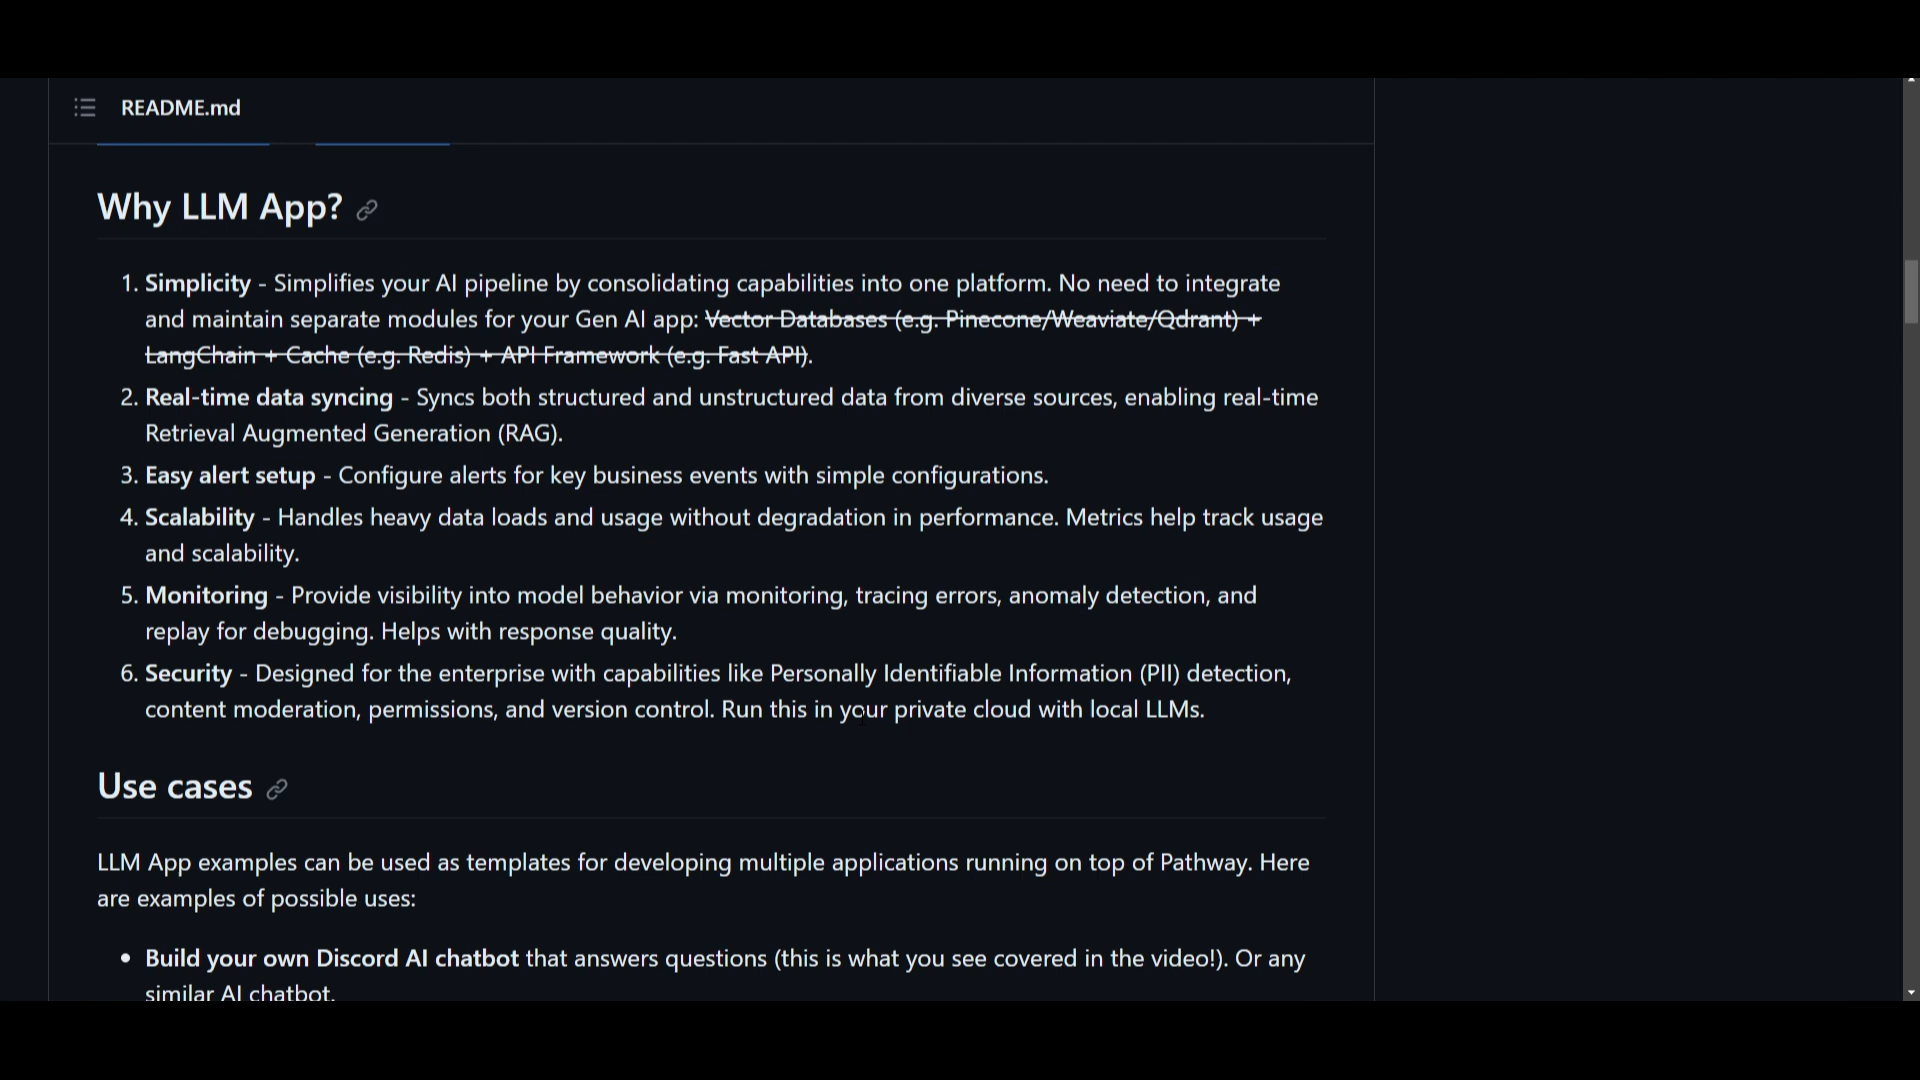 README.md
Why LLM App?
1. Simplicity - Simplifies your AI pipeline by consolidating capabilities into one platform. No need to integrate
and maintain separate modules for your Gen AI app: Vector Databases (e.g. Pinecone/Weaviate/Qdrant) +
LangChain + Cache (e.g. Redis) + API Framework (e.g. Fast API).
2. Real-time data syncing - Syncs both structured and unstructured data from diverse sources, enabling real-time
Retrieval Augmented Generation (RAG).
3. Easy alert setup - Configure alerts for key business events with simple configurations.
4. Scalability - Handles heavy data loads and usage without degradation in performance. Metrics help track usage
and scalability.
5. Monitoring - Provide visibility into model behavior via monitoring, tracing errors, anomaly detection, and
replay for debugging. Helps with response quality.
6. Security - Designed for the enterprise with capabilities like Personally Identifiable Information (PII) detection,
content moderation, permissions, and version control. Run this in your private cloud with local LLMs.
Use cases
LLM App examples can be used as templates for developing multiple applications running on top of Pathway. Here
are examples of possible uses:
• Build your own Discord AI chatbot that answers questions (this is what you see covered in the video!). Or any
similar AI chatbot.